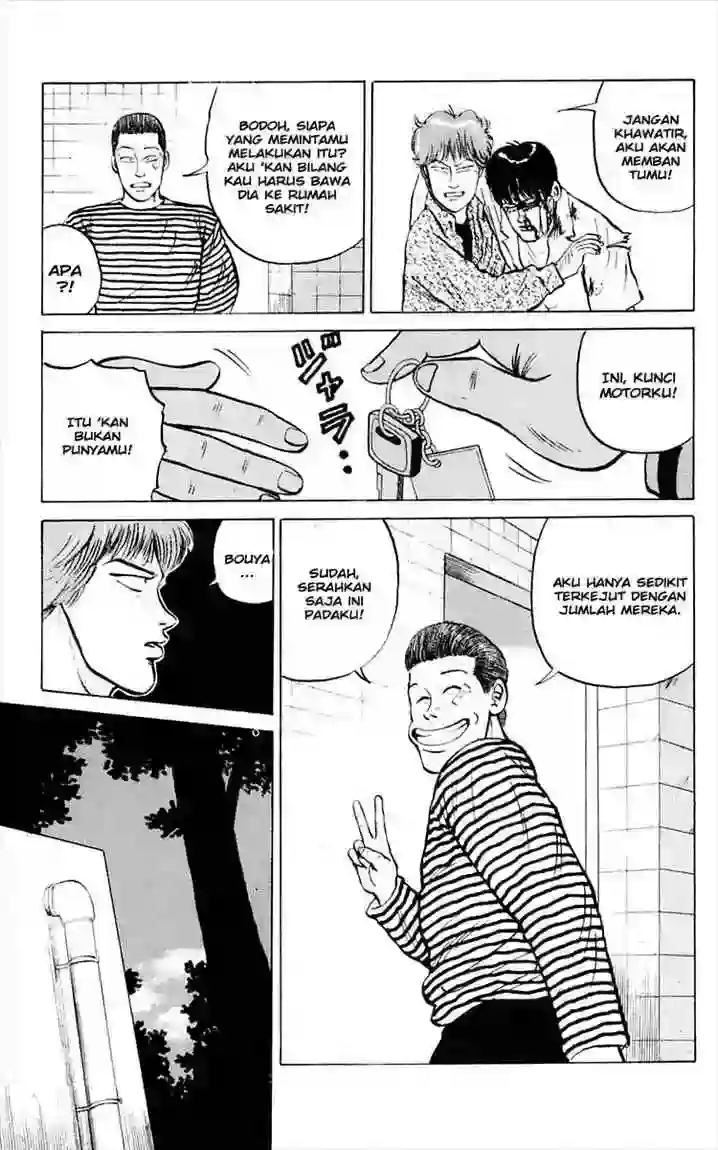 JANGAN
KHAWATIR,
AKU AKAN
MEMBAN
TUMU!
BODOH, SIAPA
YANG MEMINTAMU
MELAKUKAN ITU?
AKU 'KAN BILANG
KAU HARUS BAWA
DIA KE RUMAH
SAKIT!
APA
?!
INI, KUNCI
MOTORKU!
ジャラ..
ITU 'KAN
BUKAN
PUNYAMU!
AKU HANYA SEDIKIT
TERKEJUT DENGAN
JUMLAH MEREKA.
SUDAH,
SERAHKAN
SAJA INI
PADAKU!
BOUYA
...